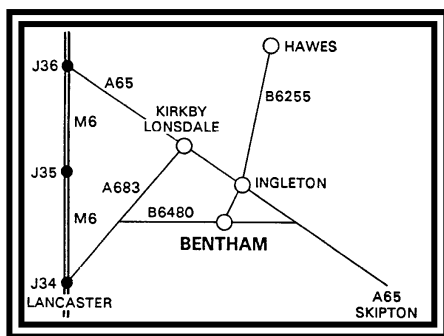 HAWES
J36
A65
B6255
KIRKBY
LONSDALE
M6
J35
A683
INGLETON
M6
B6480
BENTHAM
J34
LANCASTER
A65
SKIPTON